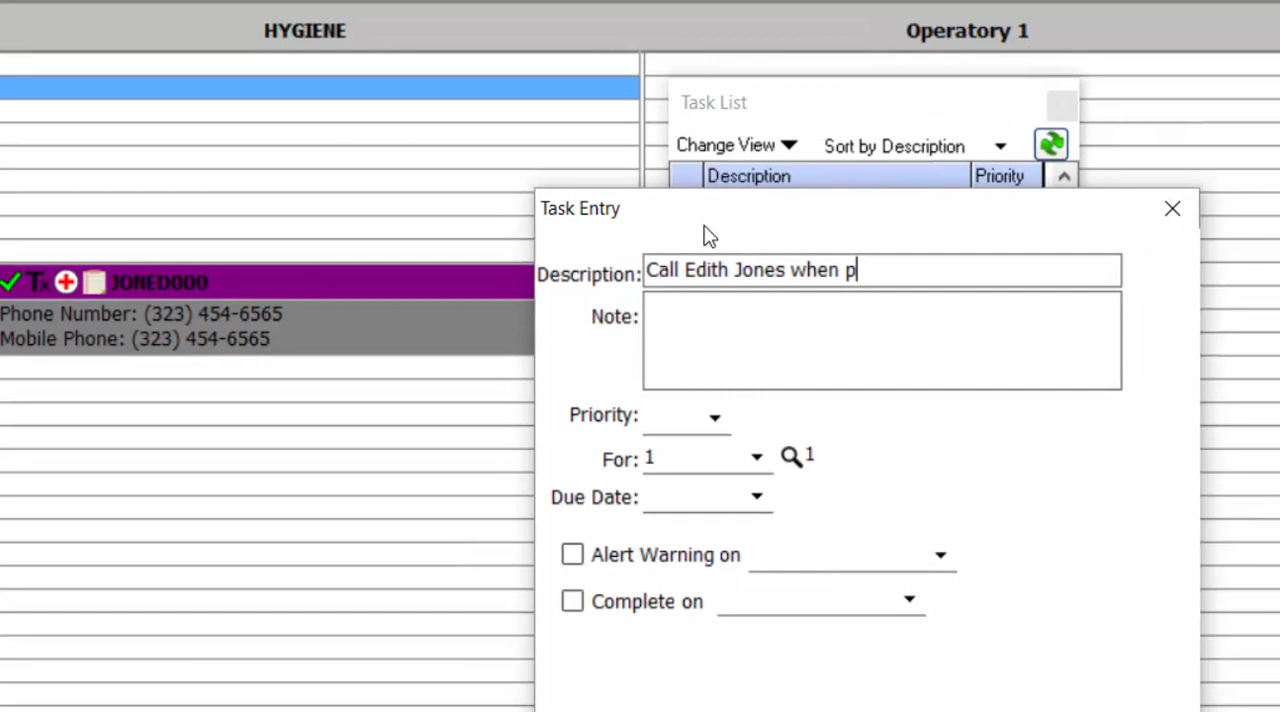 HYGIENE
Operatory 1
Task List
Change View
Sort by Description
Description
Priority
Task Entry
Description: Call Edith Jones when p
Tx JONED000
Phone Number: (323) 454-6565
Mobile Phone: (323) 454-6565
Note:
Priority:
For: 1 1
Due Date:
Alert Warning on
Complete on